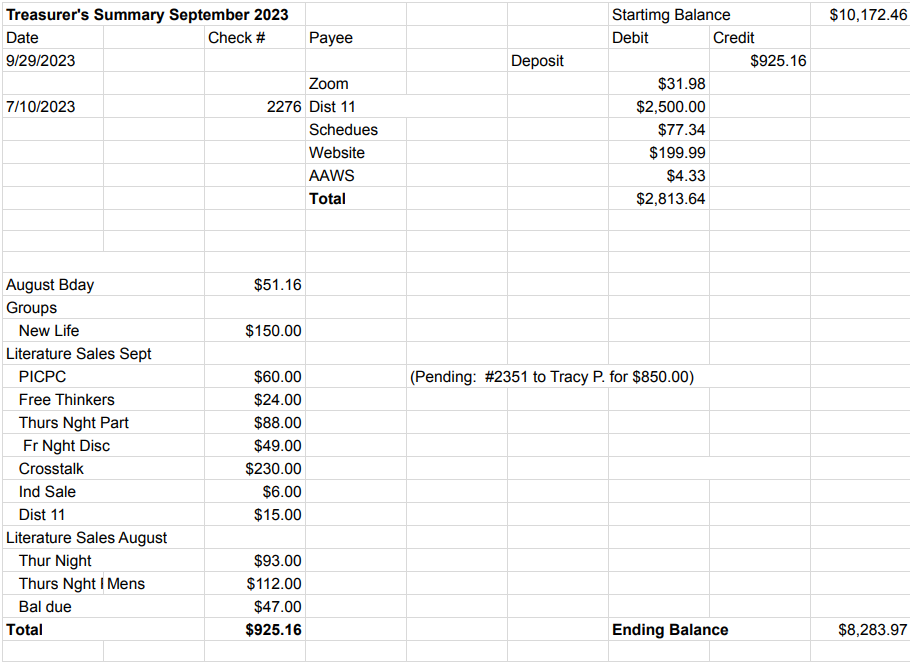 Treasurer's Summary September 2023 Startimg Balance $10,172.46
Date Check # Payee Debit Credit
9/29/2023 Deposit $925.16
Zoom $31.98
7/10/2023 2276 Dist 11 $2,500.00
Schedues $77.34
Website $199.99
AAWS $4.33
Total $2,813.64
August Bday $51.16
Groups
New Life $150.00
Literature Sales Sept
PICPC $60.00 (Pending: #2351 to Tracy P. for $850.00)
Free Thinkers $24.00
Thurs Nght Part $88.00
Fr Nght Disc $49.00
Crosstalk $230.00
Ind Sale $6.00
Dist 11 $15.00
Literature Sales August
Thur Night $93.00
Thurs Nght Mens $112.00
Bal due $47.00
Total $925.16 Ending Balance $8,283.97